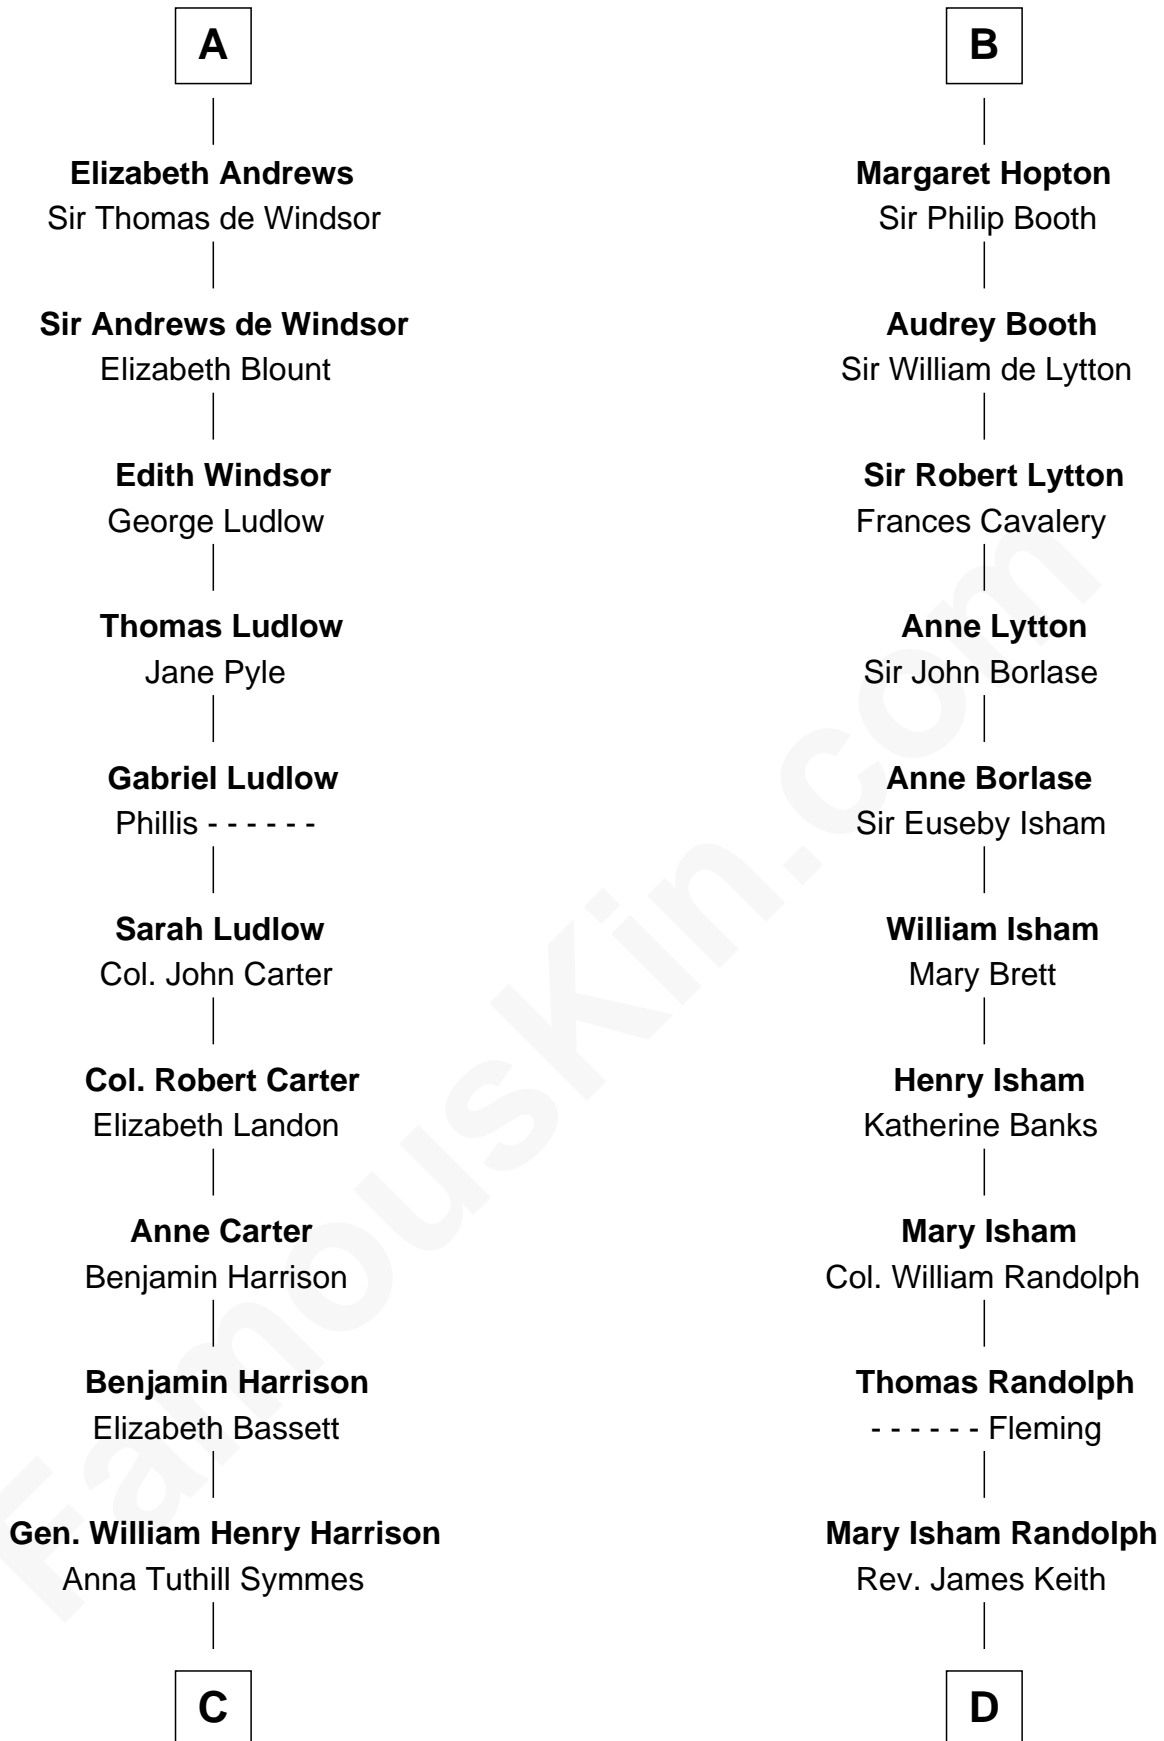 A
Elizabeth Andrews
Sir Thomas de Windsor
Sir Andrews de Windsor
Elizabeth Blount
Edith Windsor
George Ludlow
Thomas Ludlow
Jane Pyle
Gabriel Ludlow
Phillis - - - - - -
Sarah Ludlow
Col. John Carter
Col. Robert Carter
Elizabeth Landon
Anne Carter
Benjamin Harrison
Benjamin Harrison
Elizabeth Bassett
Gen. William Henry Harrison
Anna Tuthill Symmes
C
B
Margaret Hopton
Sir Philip Booth
Audrey Booth
Sir William de Lytton
Sir Robert Lytton
Frances Cavalery
Anne Lytton
Sir John Borlase
Anne Borlase
Sir Euseby Isham
William Isham
Mary Brett
Henry Isham
Katherine Banks
Mary Isham
Col. William Randolph
Thomas Randolph
- - - - - - Fleming
Mary Isham Randolph
Rev. James Keith
D
FamousKin.com